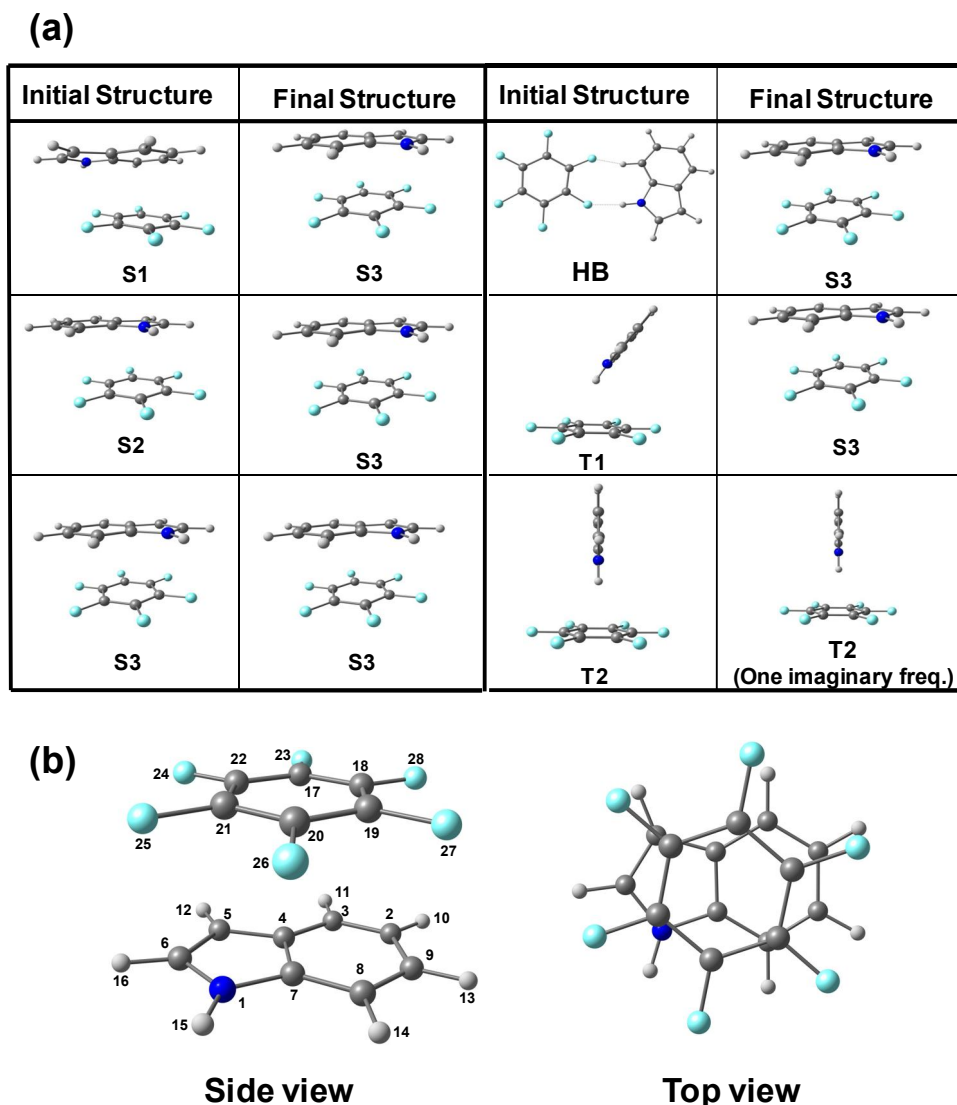 (a)
Initial Structure
Final Structure
Initial Structure
Final Structure
S1
S3
HB
S3
S2
S3
T1
S3
S3
S3
T2
T2
(One imaginary freq.)
(b)
24
22
23
17
18
28
25
21
20
19
27
26
12
5
4
11
3
2
10
6
16
1
7
8
9
13
15
14
Side view
Top view